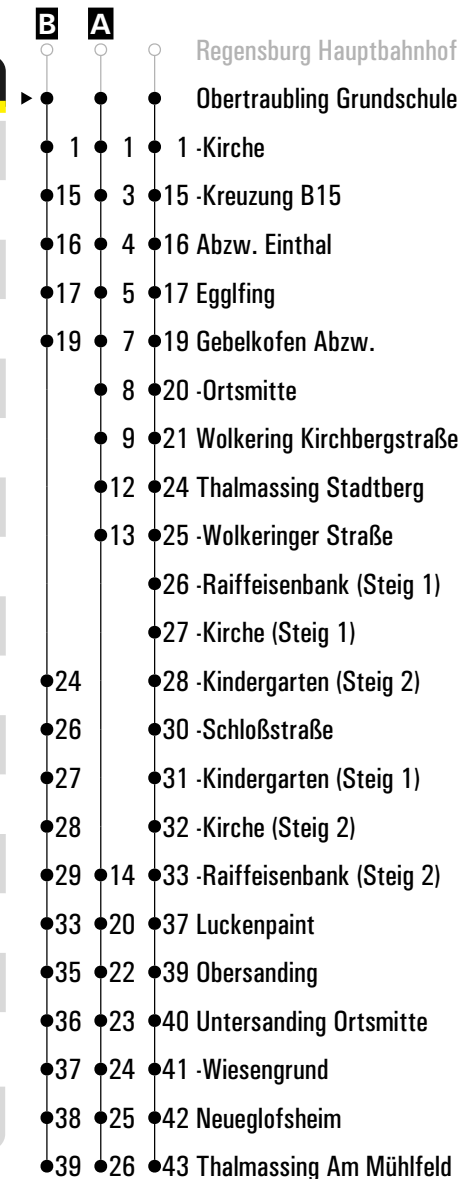 B A
Regensburg Hauptbahnhof
Obertraubling Grundschule
1 1 1 -Kirche
15 3 15 -Kreuzung B15
16 4 16 Abzw. Einthal
17 5 17 Egglfing
19 7 19 Gebelkofen Abzw.
8 20 -Ortsmitte
9 21 Wolkering Kirchbergstraße
12 24 Thalmassing Stadtberg
13 25 -Wolkeringer Straße
26 -Raiffeisenbank (Steig 1)
27 -Kirche (Steig 1)
24 28 -Kindergarten (Steig 2)
26 30 -Schloßstraße
27 31 -Kindergarten (Steig 1)
28 32 -Kirche (Steig 2)
29 14 33 -Raiffeisenbank (Steig 2)
33 20 37 Luckenpaint
35 22 39 Obersanding
36 23 40 Untersanding Ortsmitte
37 24 41 -Wiesengrund
38 25 42 Neueglofsheim
39 26 43 Thalmassing Am Mühlfeld